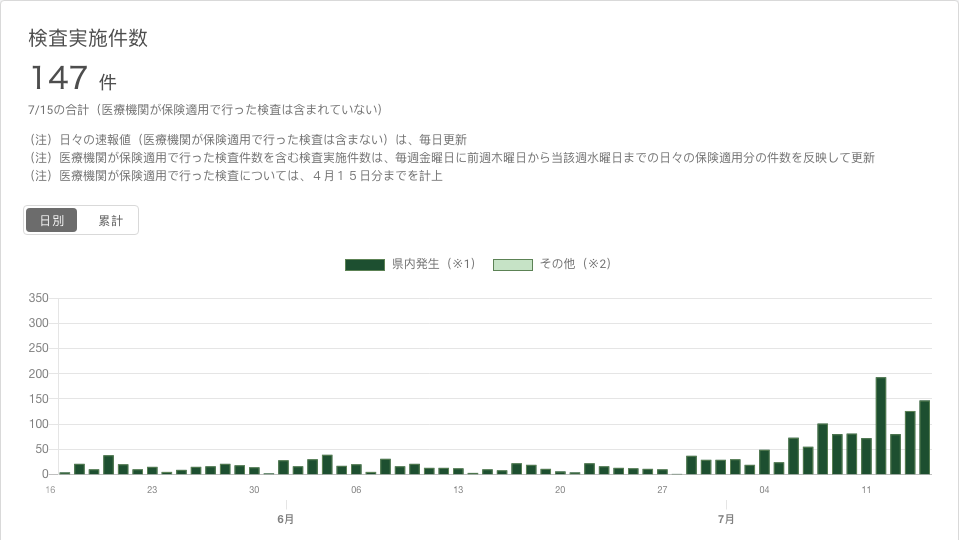 検査実施件数
147 件
7/15の合計（医療機関が保険適用で行った検査は含まれていない）
（注）日々の速報値（医療機関が保険適用で行った検査は含まない）は、毎日更新
（注）医療機関が保険適用で行った検査件数を含む検査実施件数は、毎週金曜日に前週木曜日から当該週水曜日までの日々の保険適用分の件数を反映して更新
（注）医療機関が保険適用で行った検査については、４月１５日分までを計上
日別 累計
県内発生（※1） その他（※2）
350
300
250
200
150
100
50
0
16 23 30 06 13 20 27 04 11
6月 7月